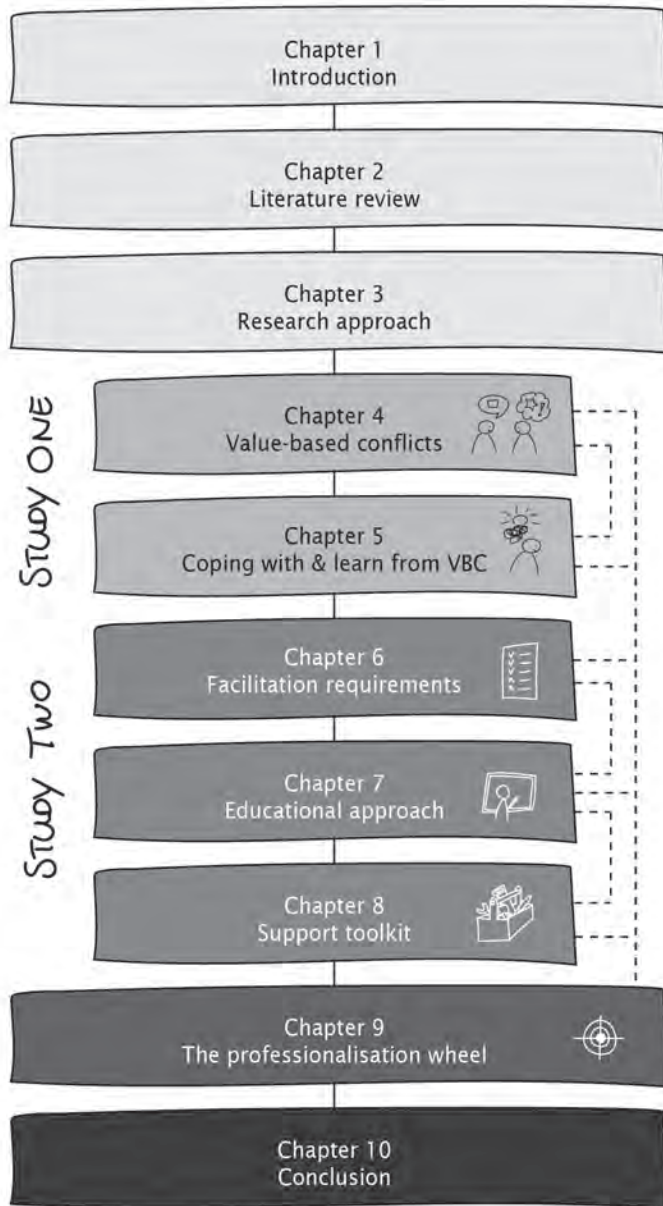 Chapter 1
Introduction
Chapter 2
Literature review
Chapter 3
Research approach
STUDY ONE
Chapter 4
Value-based conflicts
Chapter 5
Coping with & learn from VBC
STUDY TWO
Chapter 6
Facilitation requirements
Chapter 7
Educational approach
Chapter 8
Support toolkit
Chapter 9
The professionalisation wheel
Chapter 10
Conclusion